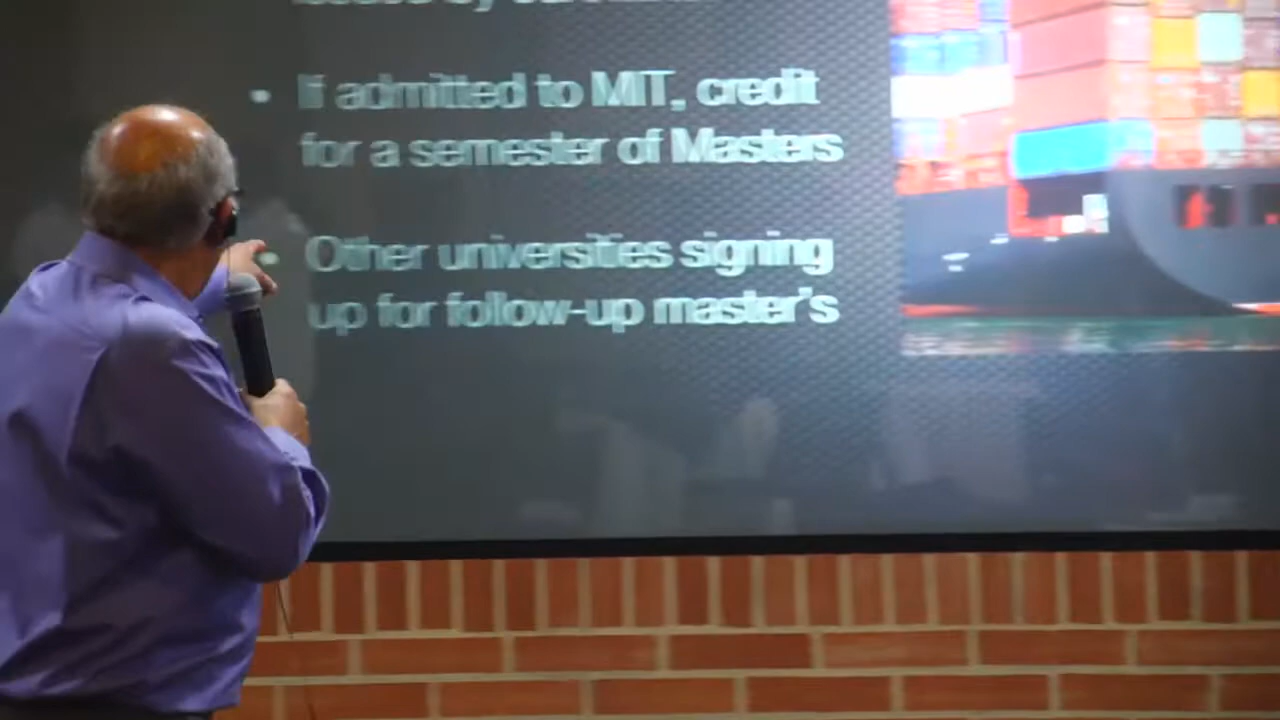 If admitted to MIT, credit
for a semester of Masters
Other universities signing
up for follow-up master's